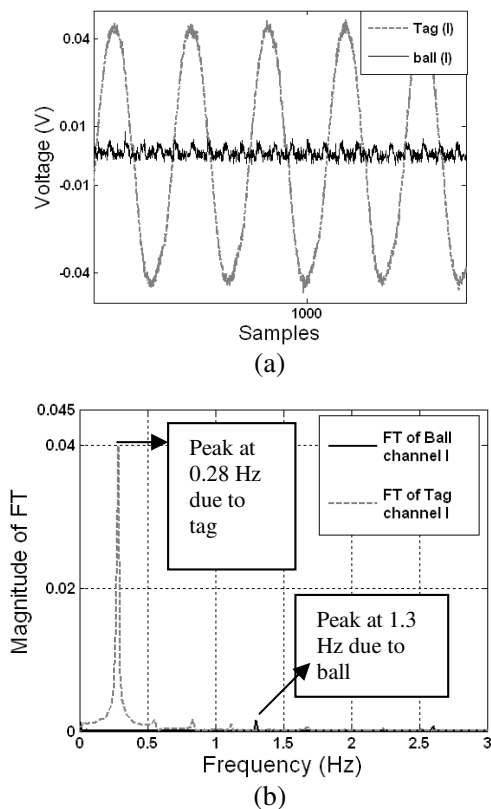 0.04
0.01
-0.01
-0.04
Voltage (V)
Tag (I)
ball (I)
1000
Samples
(a)
0.045
0.04
0.02
0
Magnitude of FT
Peak at
0.28 Hz
due to
tag
FT of Ball
channel I
FT of Tag
channel I
Peak at 1.3
Hz due to
ball
0 0.5 1 1.5 2 2.5 3
Frequency (Hz)
(b)